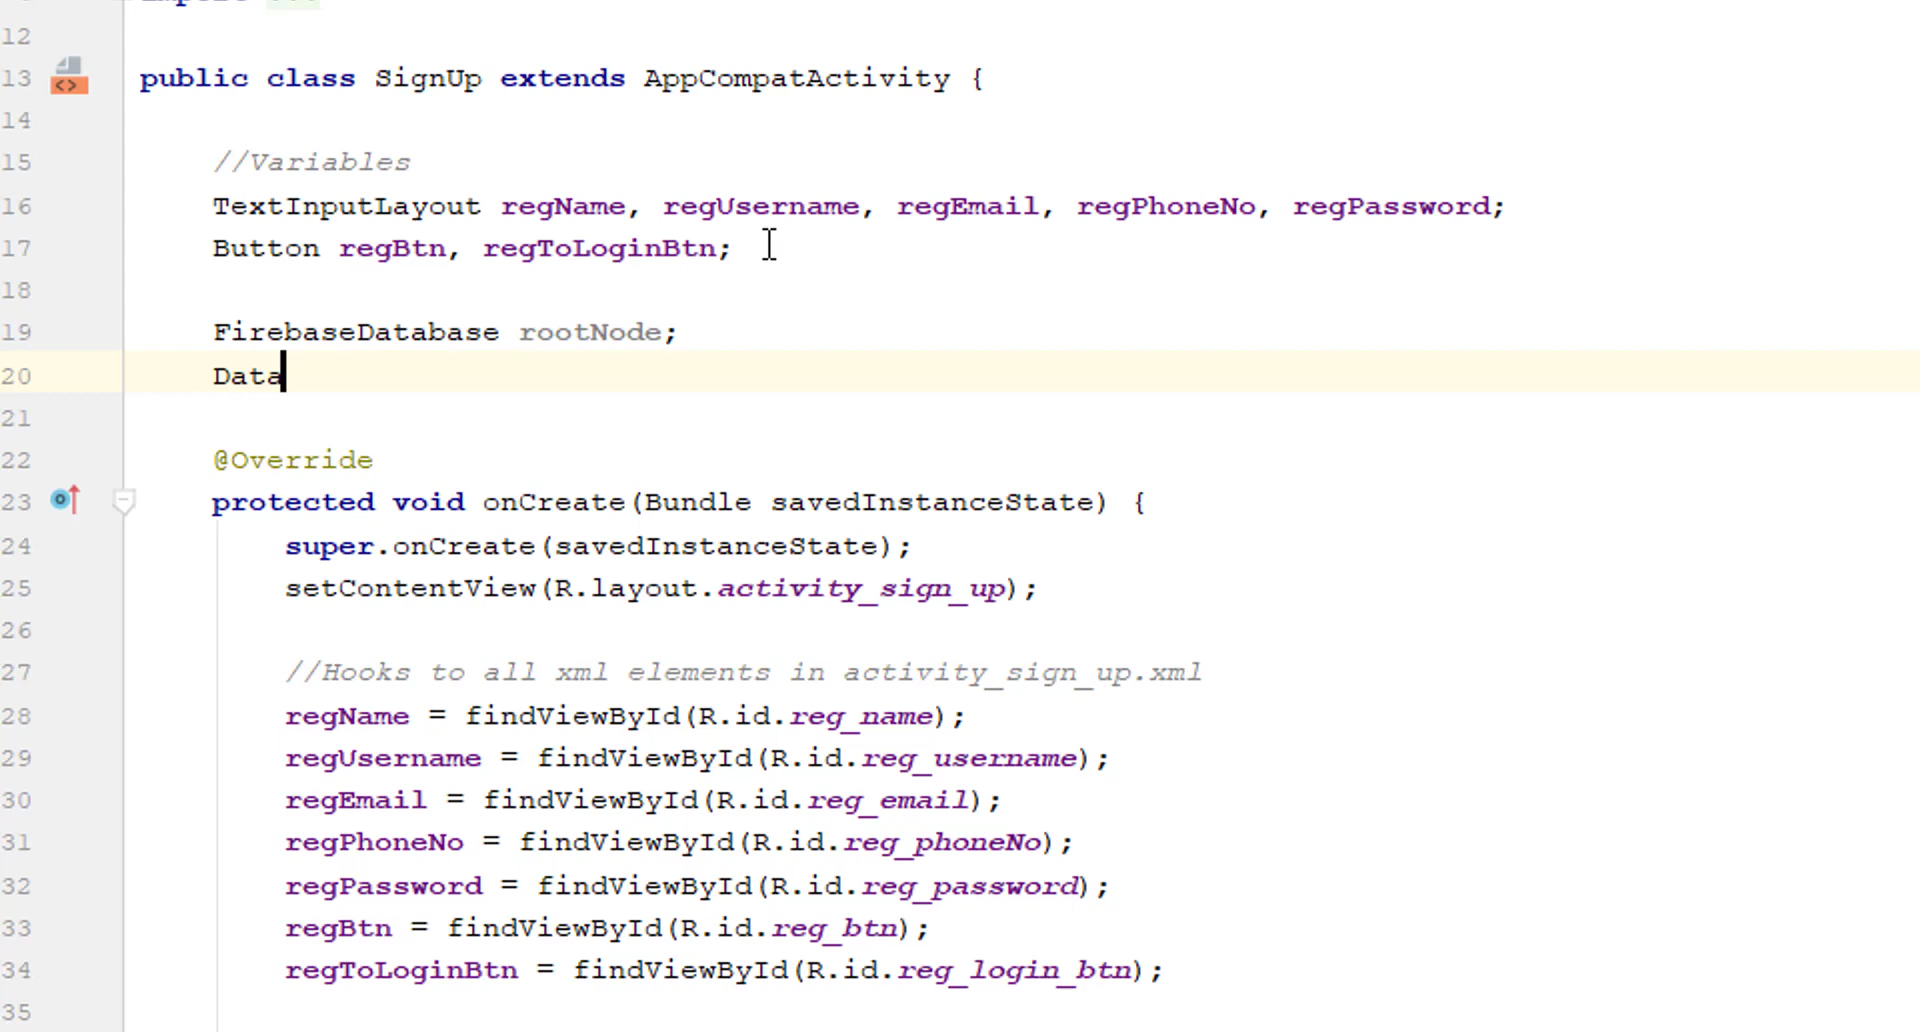 12
13 public class SignUp extends AppCompatActivity {
14
15 //Variables
16 TextInputLayout regName, regUsername, regEmail, regPhoneNo, regPassword;
17 Button regBtn, regToLoginBtn;
18
19 FirebaseDatabase rootNode;
20 Data
21
22 @Override
23 protected void onCreate(Bundle savedInstanceState) {
24 super.onCreate(savedInstanceState);
25 setContentView(R.layout.activity_sign_up);
26
27 //Hooks to all xml elements in activity_sign_up.xml
28 regName = findViewById(R.id.reg_name);
29 regUsername = findViewById(R.id.reg_username);
30 regEmail = findViewById(R.id.reg_email);
31 regPhoneNo = findViewById(R.id.reg_phoneNo);
32 regPassword = findViewById(R.id.reg_password);
33 regBtn = findViewById(R.id.reg_btn);
34 regToLoginBtn = findViewById(R.id.reg_login_btn);
35